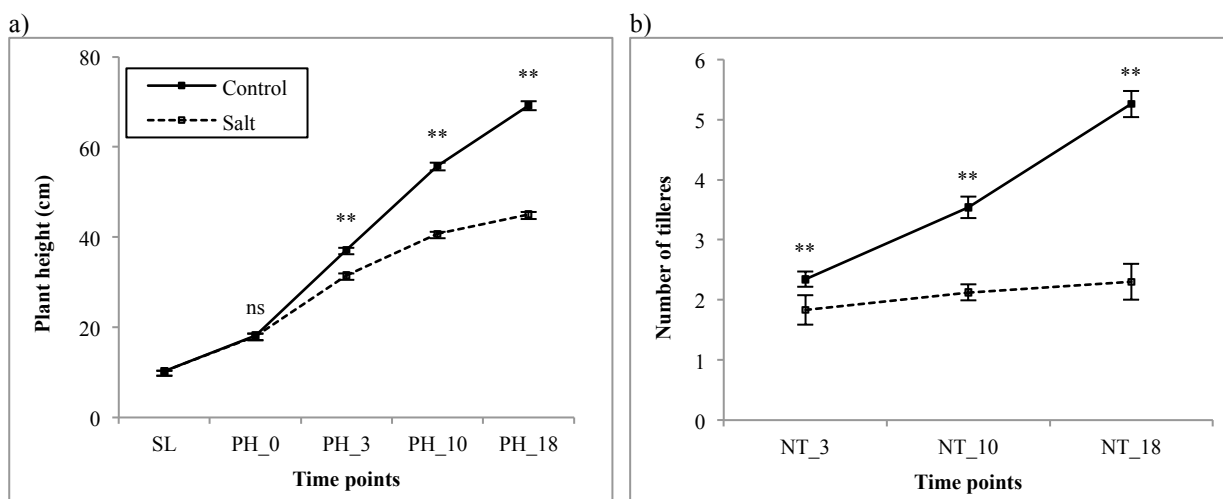 a)
80
60
40
20
0
Plant height (cm)
Control
Salt
ns
**
**
**
SL PH_0 PH_3 PH_10 PH_18
Time points
b)
6
5
4
3
2
1
0
Number of tilleres
**
**
**
NT_3 NT_10 NT_18
Time points